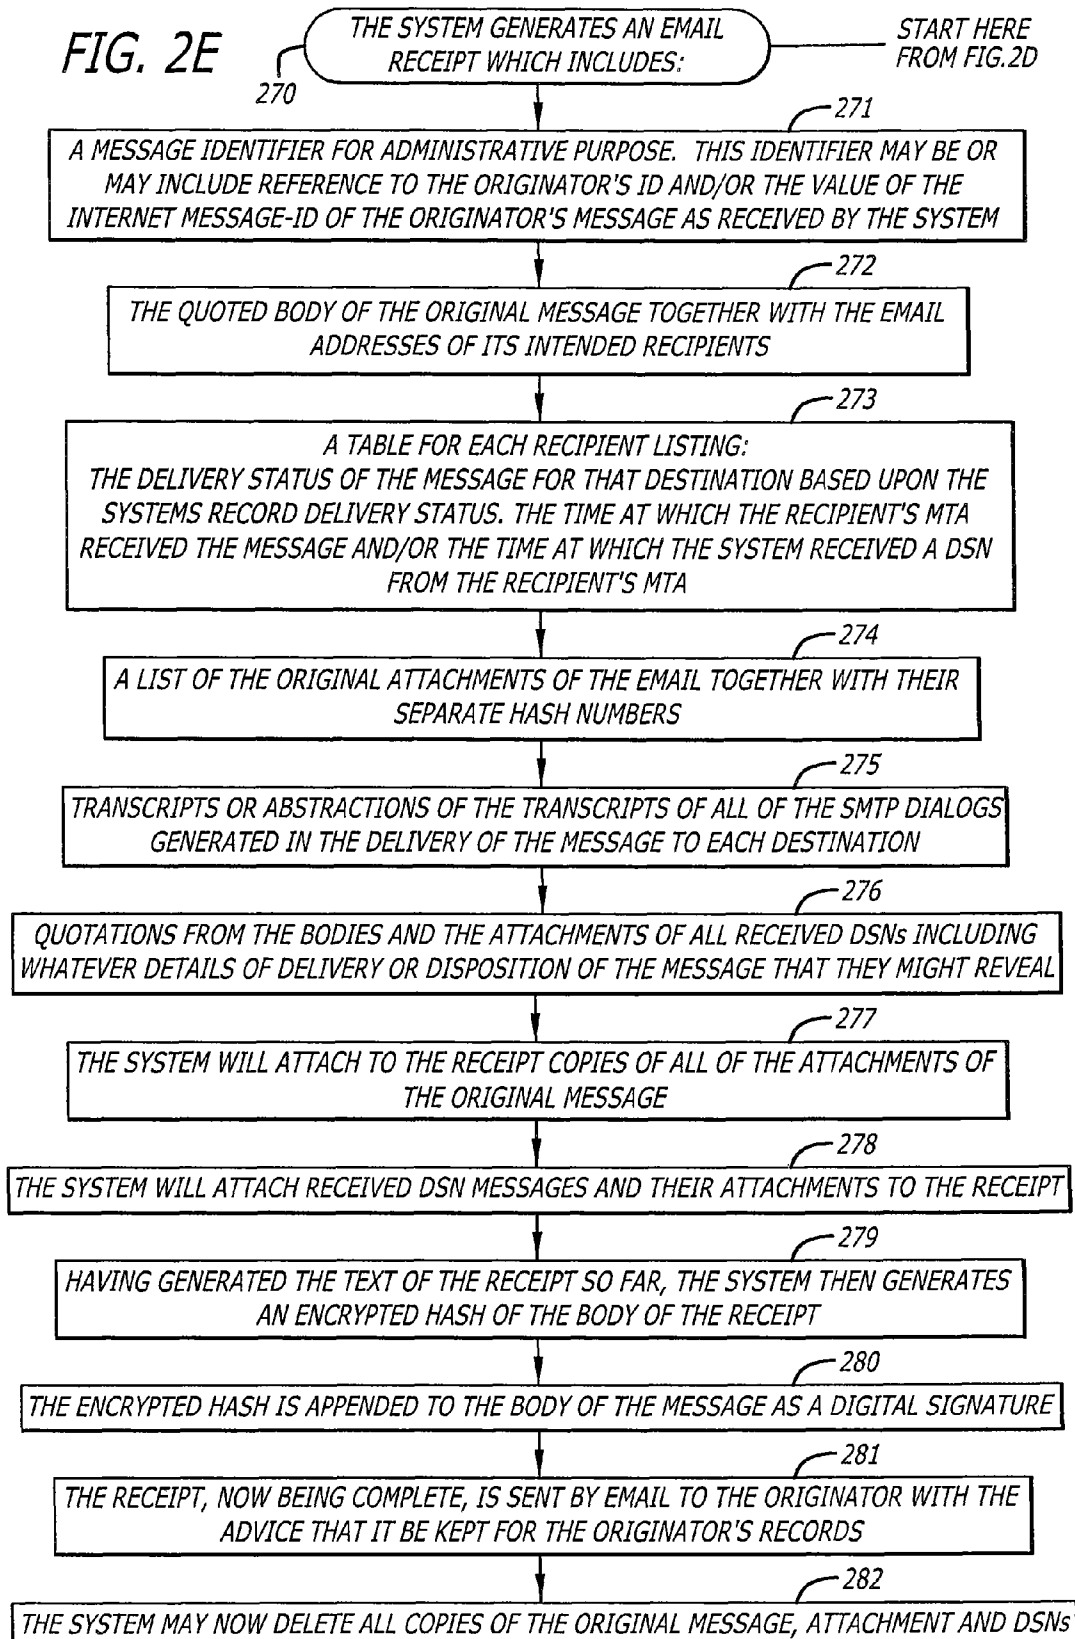 FIG. 2E
THE SYSTEM GENERATES AN EMAIL
RECEIPT WHICH INCLUDES:
START HERE
FROM FIG.2D
270
271
A MESSAGE IDENTIFIER FOR ADMINISTRATIVE PURPOSE. THIS IDENTIFIER MAY BE OR
MAY INCLUDE REFERENCE TO THE ORIGINATOR'S ID AND/OR THE VALUE OF THE
INTERNET MESSAGE-ID OF THE ORIGINATOR'S MESSAGE AS RECEIVED BY THE SYSTEM
272
THE QUOTED BODY OF THE ORIGINAL MESSAGE TOGETHER WITH THE EMAIL
ADDRESSES OF ITS INTENDED RECIPIENTS
273
A TABLE FOR EACH RECIPIENT LISTING:
THE DELIVERY STATUS OF THE MESSAGE FOR THAT DESTINATION BASED UPON THE
SYSTEMS RECORD DELIVERY STATUS. THE TIME AT WHICH THE RECIPIENT'S MTA
RECEIVED THE MESSAGE AND/OR THE TIME AT WHICH THE SYSTEM RECEIVED A DSN
FROM THE RECIPIENT'S MTA
274
A LIST OF THE ORIGINAL ATTACHMENTS OF THE EMAIL TOGETHER WITH THEIR
SEPARATE HASH NUMBERS
275
TRANSCRIPTS OR ABSTRACTIONS OF THE TRANSCRIPTS OF ALL OF THE SMTP DIALOGS
GENERATED IN THE DELIVERY OF THE MESSAGE TO EACH DESTINATION
276
QUOTATIONS FROM THE BODIES AND THE ATTACHMENTS OF ALL RECEIVED DSNs INCLUDING
WHATEVER DETAILS OF DELIVERY OR DISPOSITION OF THE MESSAGE THAT THEY MIGHT REVEAL
277
THE SYSTEM WILL ATTACH TO THE RECEIPT COPIES OF ALL OF THE ATTACHMENTS OF
THE ORIGINAL MESSAGE
278
THE SYSTEM WILL ATTACH RECEIVED DSN MESSAGES AND THEIR ATTACHMENTS TO THE RECEIPT
279
HAVING GENERATED THE TEXT OF THE RECEIPT SO FAR, THE SYSTEM THEN GENERATES
AN ENCRYPTED HASH OF THE BODY OF THE RECEIPT
280
THE ENCRYPTED HASH IS APPENDED TO THE BODY OF THE MESSAGE AS A DIGITAL SIGNATURE
281
THE RECEIPT, NOW BEING COMPLETE, IS SENT BY EMAIL TO THE ORIGINATOR WITH THE
ADVICE THAT IT BE KEPT FOR THE ORIGINATOR'S RECORDS
282
THE SYSTEM MAY NOW DELETE ALL COPIES OF THE ORIGINAL MESSAGE, ATTACHMENT AND DSNs